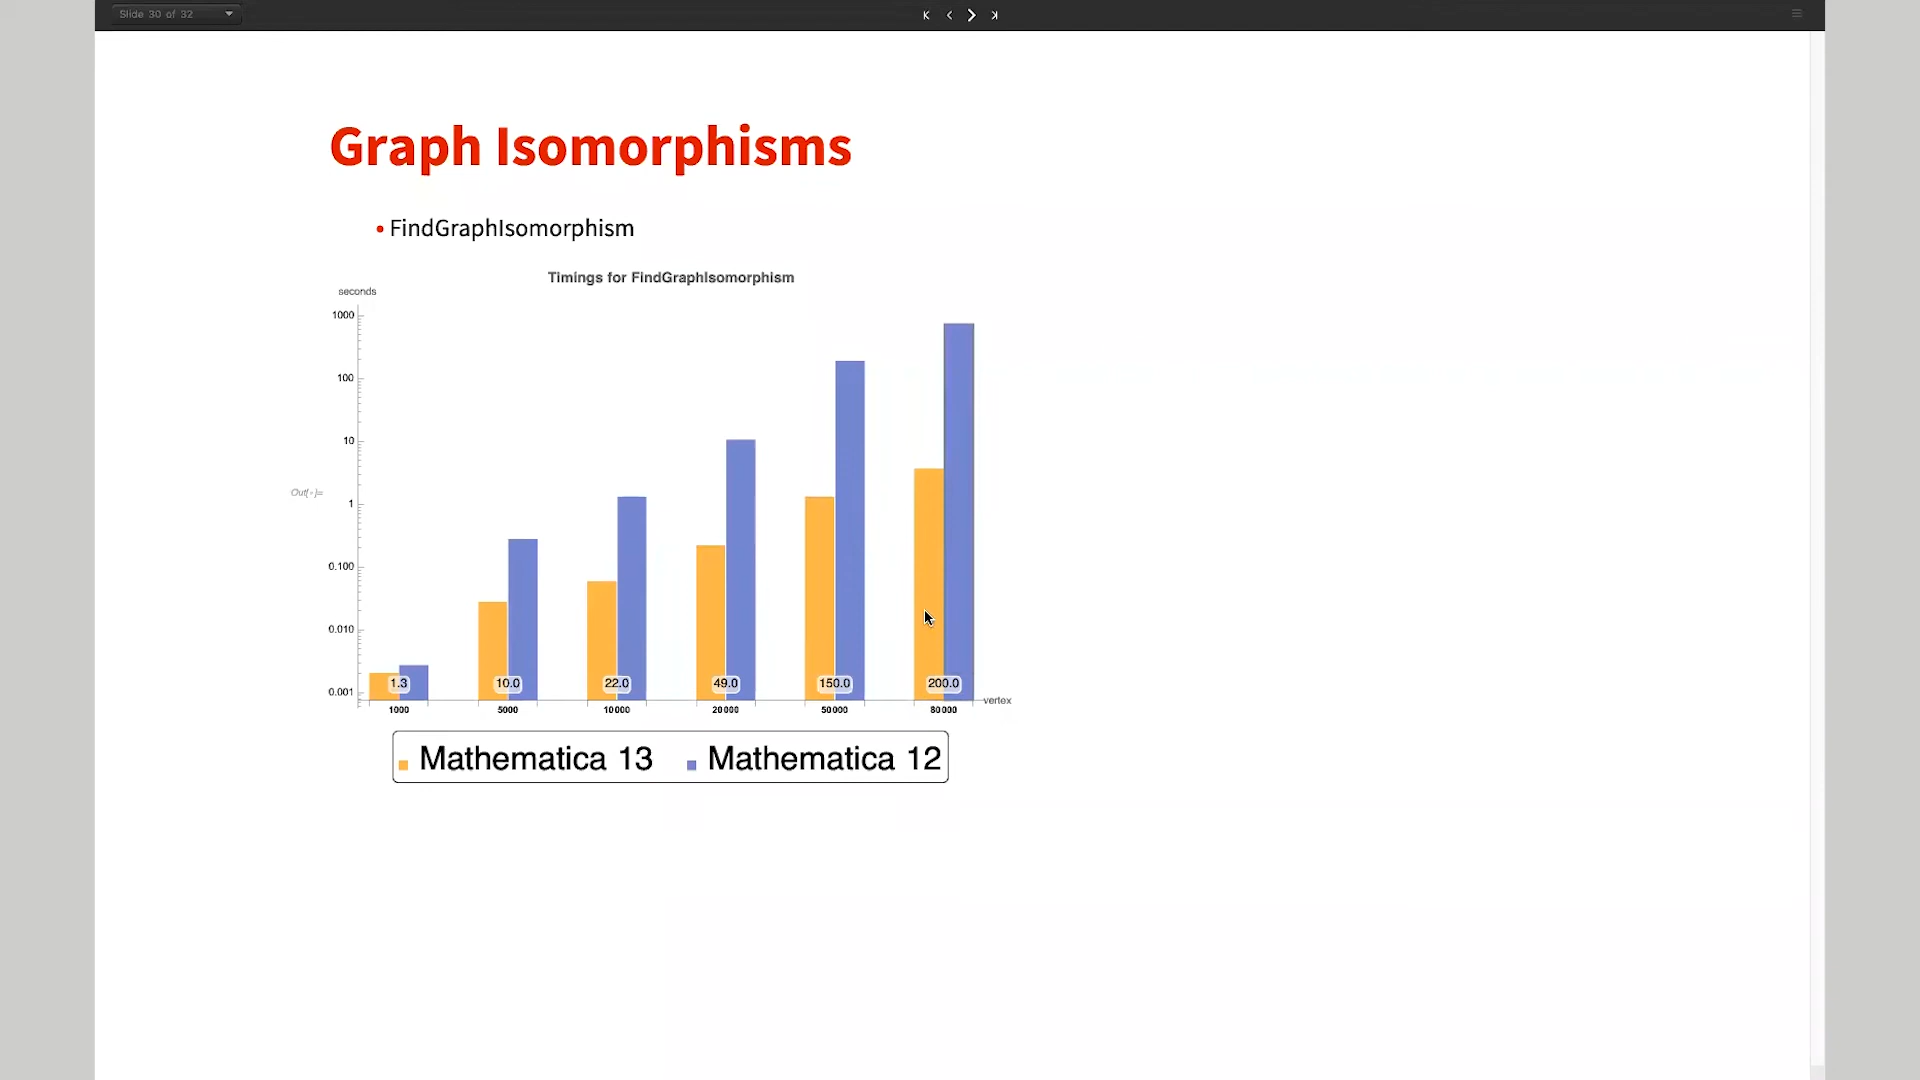 Slide 30 of 32
Graph Isomorphisms
• FindGraphIsomorphism
Timings for FindGraphIsomorphism
seconds
1000
100
10
Out[◦]=
1
0.100
0.010
0.001
1.3 10.0 22.0 49.0 150.0 200.0
vertex
1000 5000 10000 20000 50000 80000
Mathematica 13 Mathematica 12